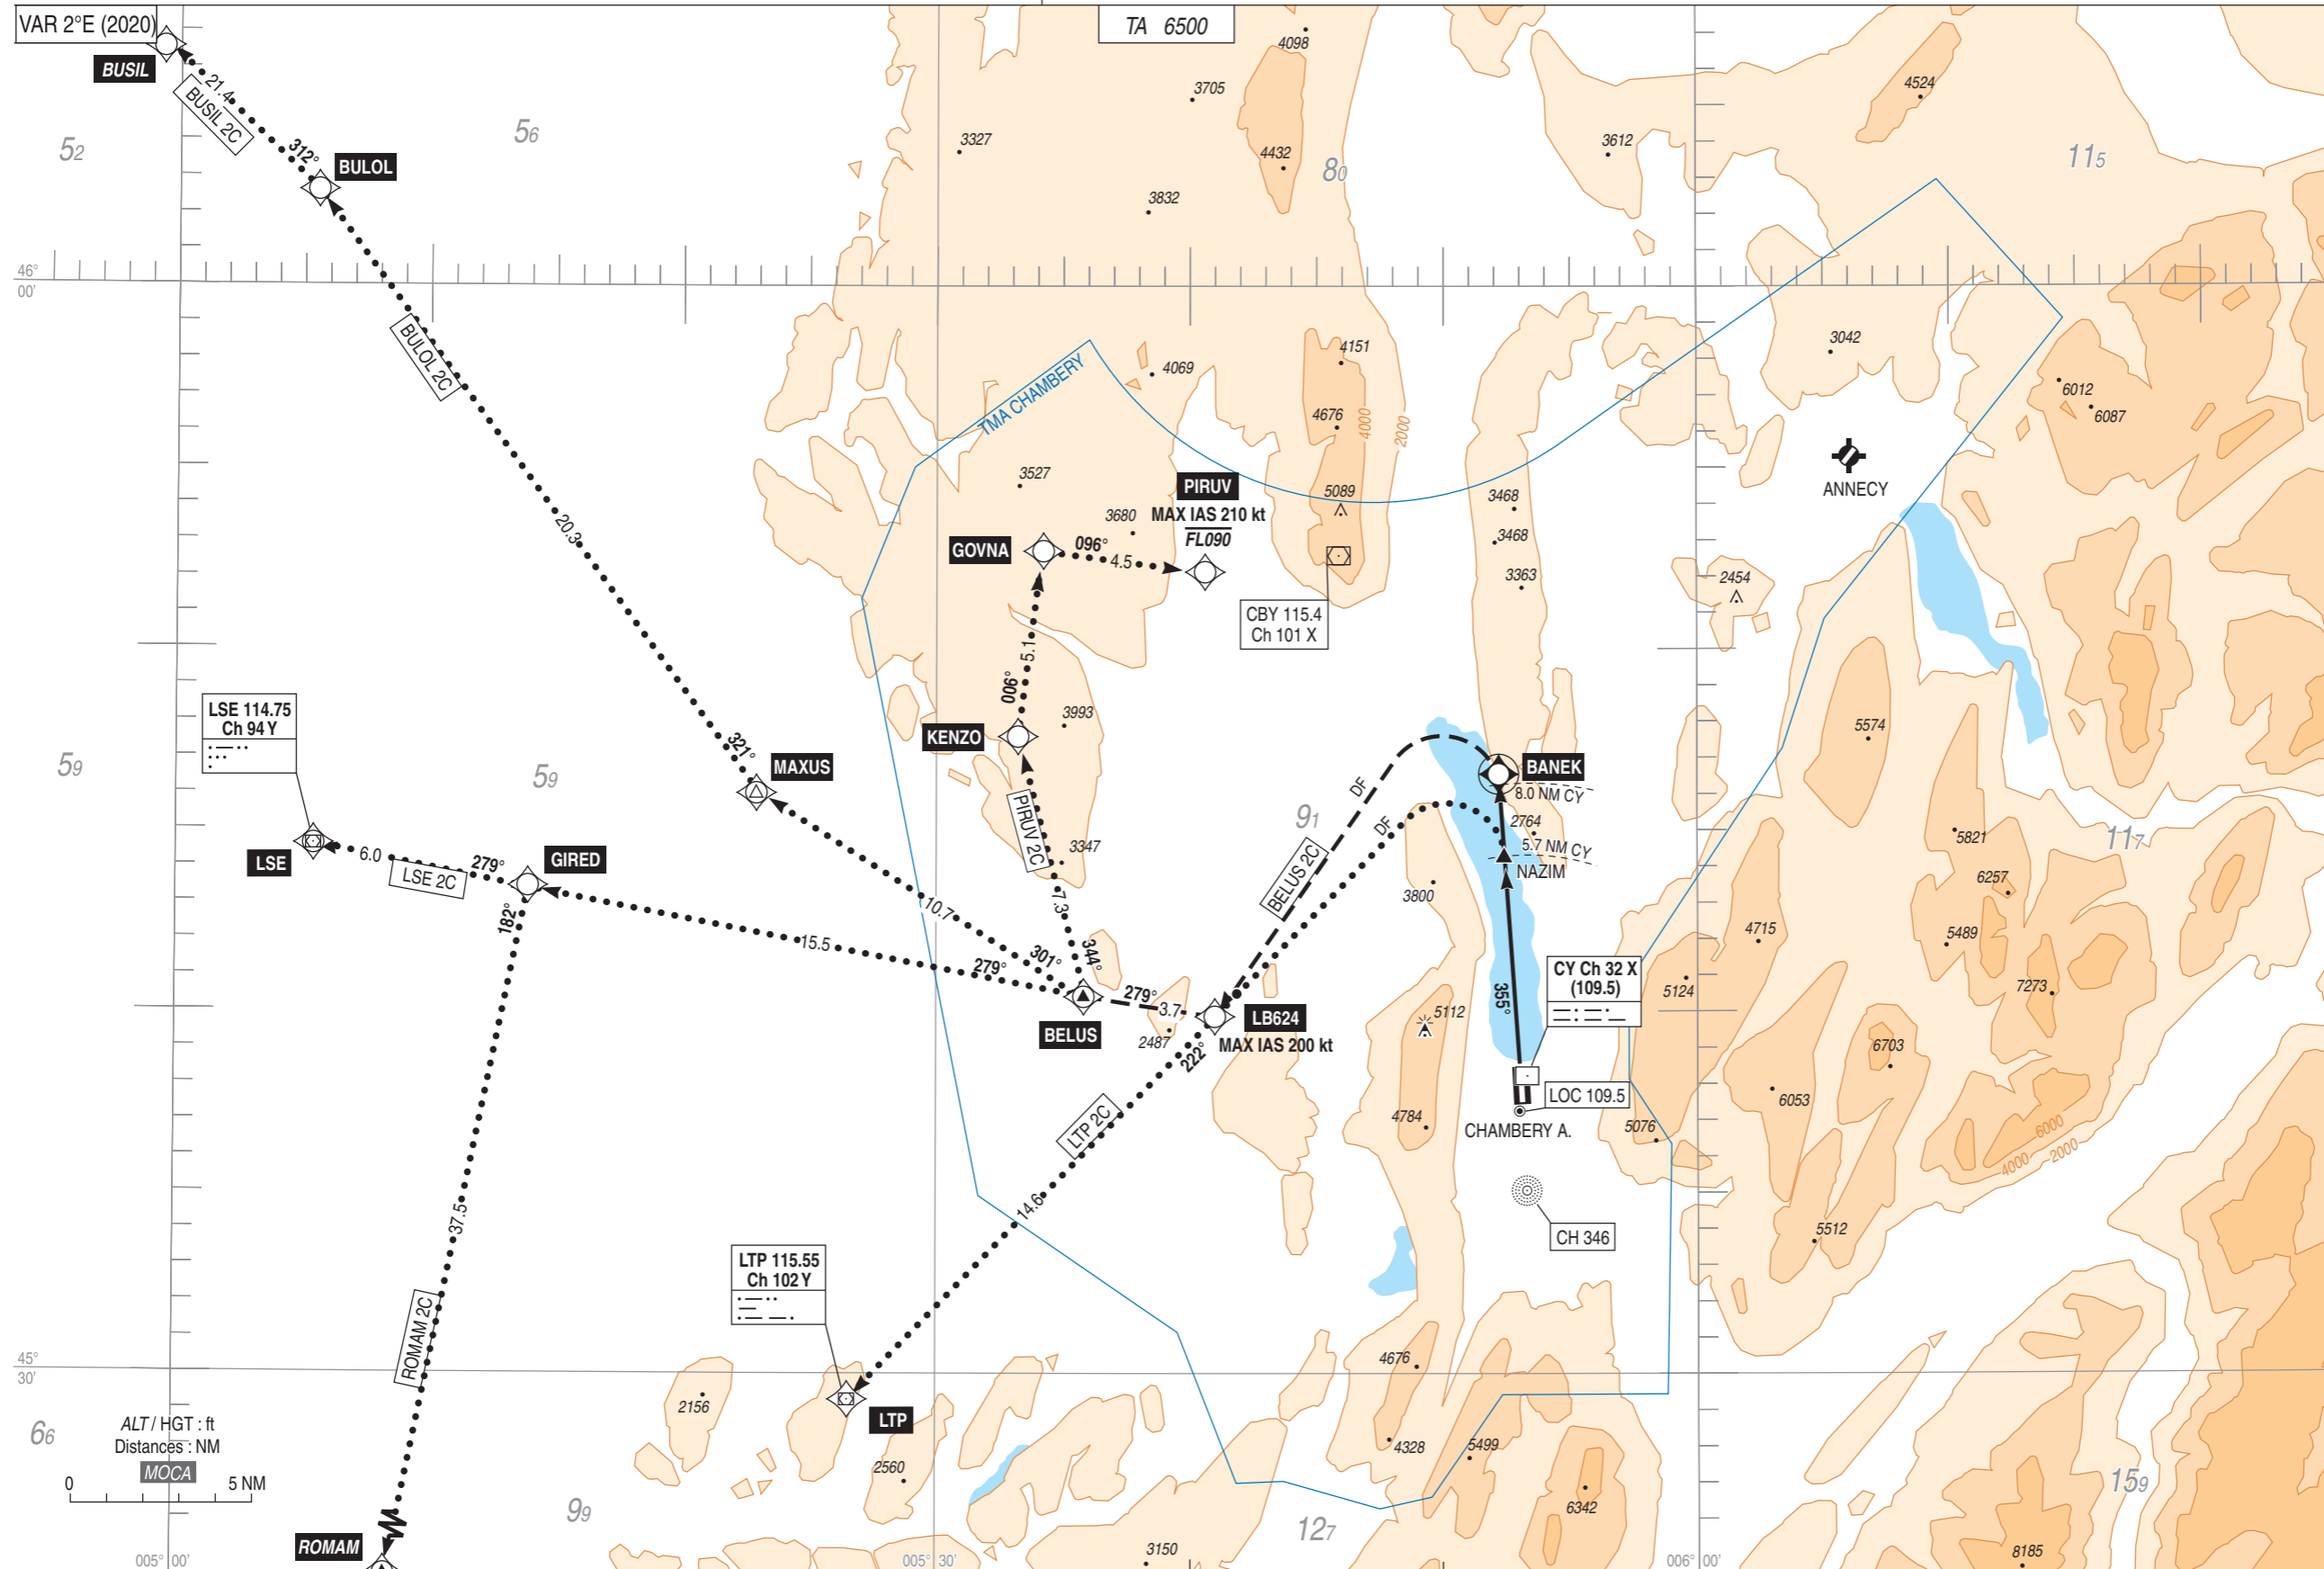 VAR 2°E (2020)
TA 6500
BUSIL
21.4
BUSIL 2C
312°
BULOL
5₂
5₆
8₀
11₅
4098
3705
3327
4432
3832
3612
4524
46°
00'
BULOL 2C
20.3
321°
MAXUS
TMA CHAMBERY
4069
4151
4676
4000
2000
3042
6012
6087
ANNECY
3527
3680
PIRUV
MAX IAS 210 kt
FL090
5089
3468
3468
3363
GOVNA
096°
4.5
CBY 115.4
Ch 101 X
2454
5.1
006°
3993
KENZO
PIRUV 2C
3347
7.3
344°
LSE 114.75
Ch 94 Y
5₉
5₉
9₁
11₇
LSE
6.0
279°
LSE 2C
GIRED
182°
15.5
10.7
301°
279°
BELUS
279°
3.7
2487
LB624
MAX IAS 200 kt
222°
DF
DF
BELUS 2C
BANEK
8.0 NM CY
2764
5.7 NM CY
NAZIM
3800
5574
5821
6257
5489
4715
7273
5124
6703
6053
5076
5512
6000
4000
2000
355°
CY Ch 32 X
(109.5)
5112
4784
LOC 109.5
CHAMBERY A.
CH 346
LTP 2C
14.6
37.5
ROMAM 2C
LTP 115.55
Ch 102 Y
LTP
45°
30'
2156
2560
4676
4328
5499
6342
3150
8185
6₆
9₉
12₇
15₉
ALT / HGT : ft
Distances : NM
MOCA
0
5 NM
ROMAM
005° 00'
005° 30'
006° 00'